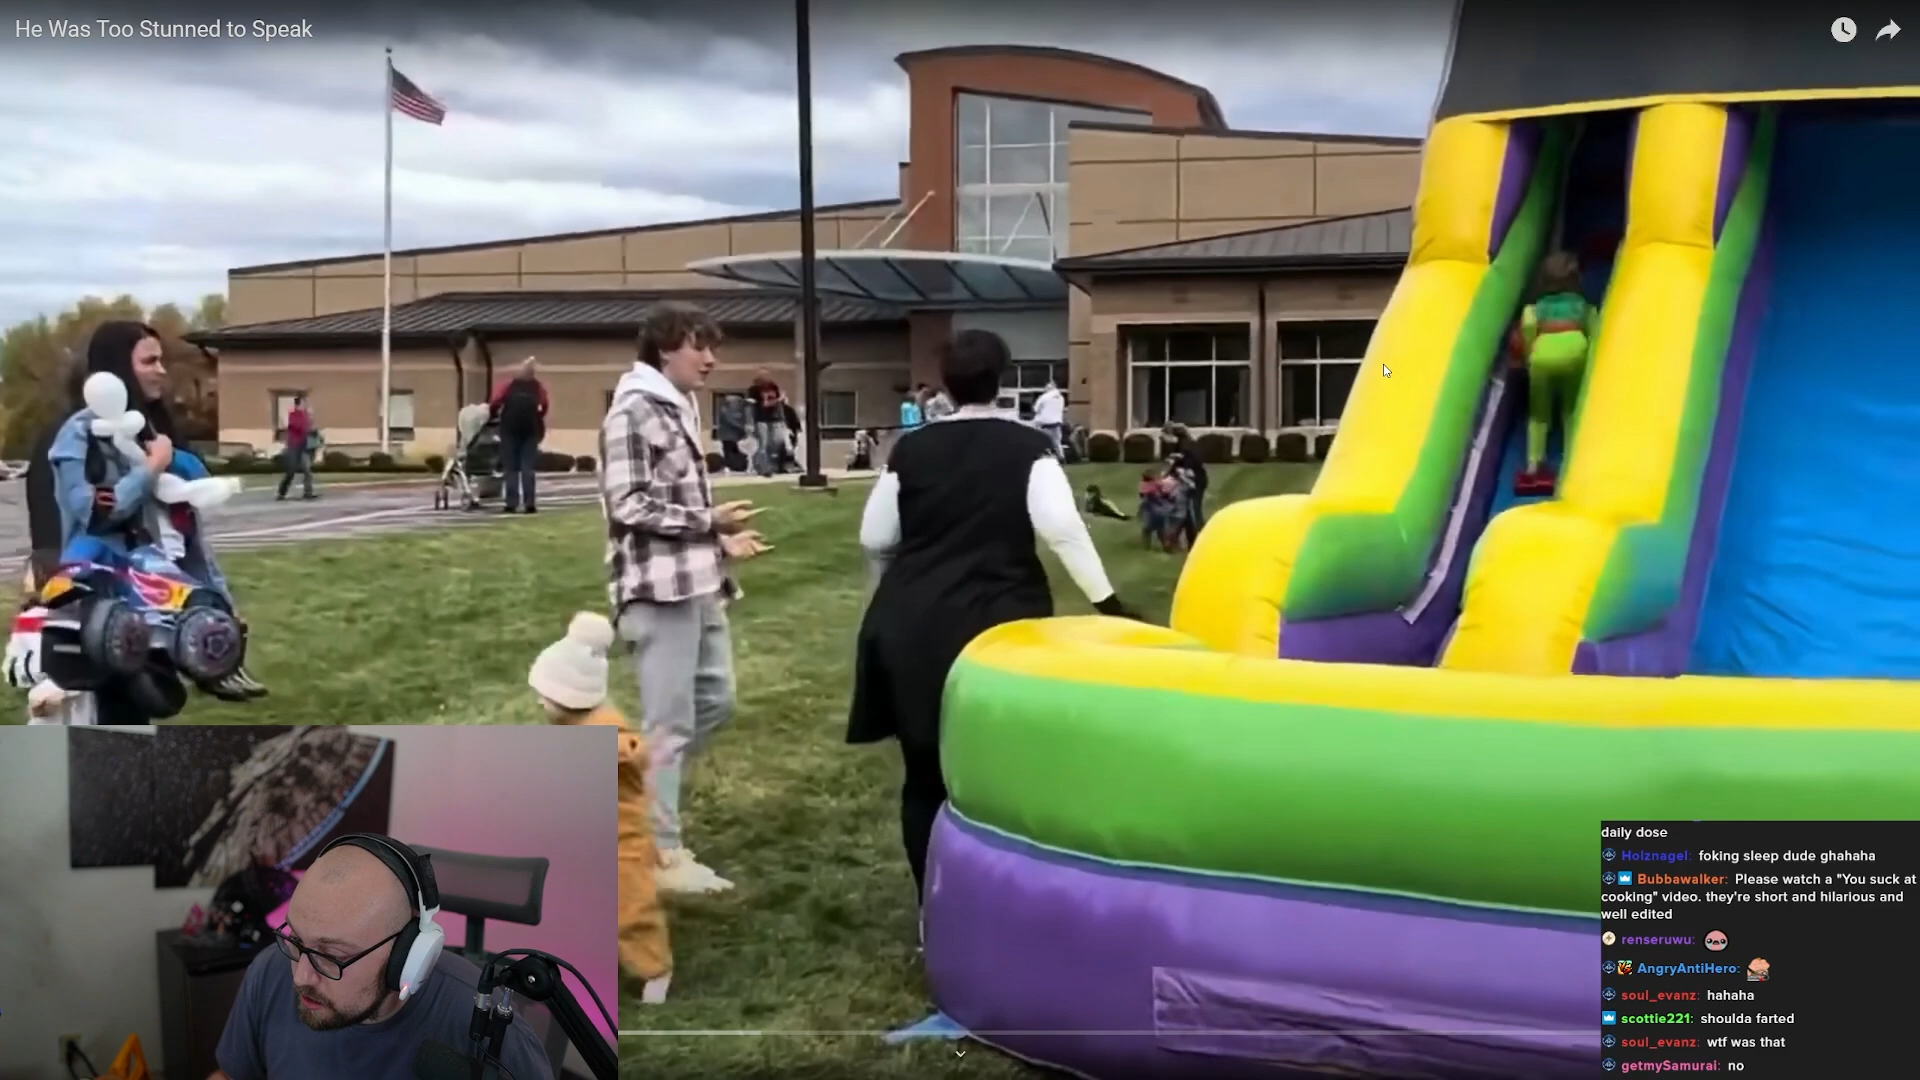 He Was Too Stunned to Speak
daily dose
Holznagel: foking sleep dude ghahaha
Bubbawalker: Please watch a "You suck at
cooking" video. they're short and hilarious and
well edited
renseruwu:
AngryAntiHero:
soul_evanz: hahaha
scottie221: shoulda farted
soul_evanz: wtf was that
getmySamurai: no